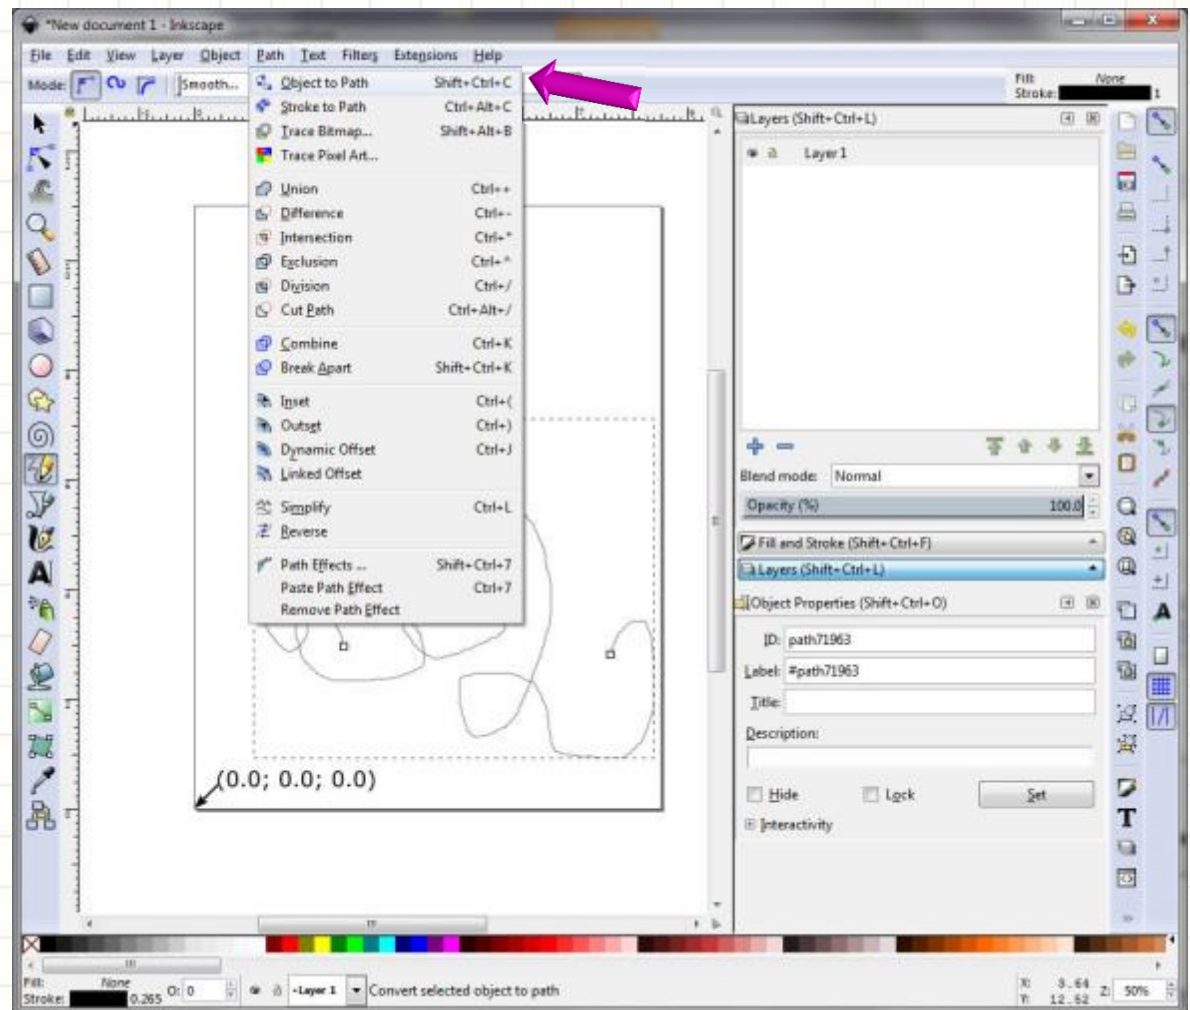 *New document 1 - Inkscape
File Edit View Layer Object Path Text Filters Extensions Help
Mode: Smooth...
Fill: None
Stroke: 1
Object to Path Shift+Ctrl+C
Stroke to Path Ctrl+Alt+C
Trace Bitmap... Shift+Alt+B
Trace Pixel Art...
Union Ctrl++
Difference Ctrl+-
Intersection Ctrl+*
Exclusion Ctrl+^
Division Ctrl+/
Cut Path Ctrl+Alt+/
Combine Ctrl+K
Break Apart Shift+Ctrl+K
Inset Ctrl+(
Outset Ctrl+)
Dynamic Offset Ctrl+J
Linked Offset
Simplify Ctrl+L
Reverse
Path Effects ... Shift+Ctrl+7
Paste Path Effect Ctrl+7
Remove Path Effect
(0.0; 0.0; 0.0)
Layers (Shift+Ctrl+L)
Layer 1
Blend mode: Normal
Opacity (%) 100.0
Fill and Stroke (Shift+Ctrl+F)
Layers (Shift+Ctrl+L)
Object Properties (Shift+Ctrl+O)
ID: path71963
Label: #path71963
Title:
Description:
Hide Lock Set
Interactivity
Fill: None
Stroke: 0.265
O: 0
-Layer 1
Convert selected object to path
X: 3.64
Y: 12.52
Z: 50%